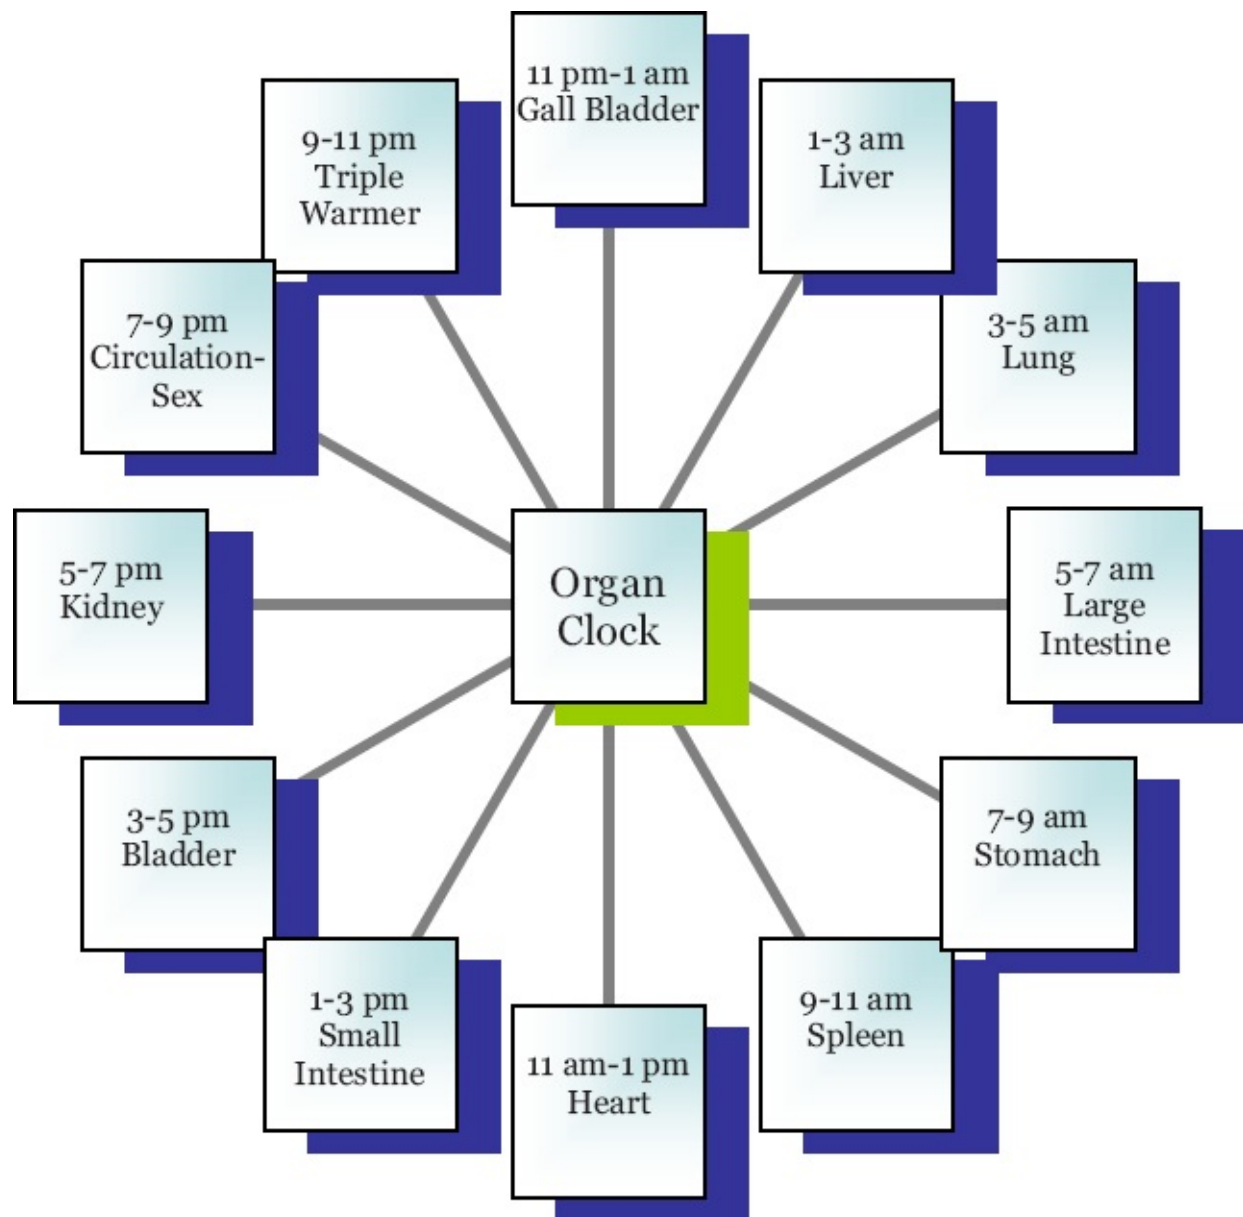 11 pm-1 am
Gall Bladder
1-3 am
Liver
3-5 am
Lung
5-7 am
Large
Intestine
7-9 am
Stomach
9-11 am
Spleen
11 am-1 pm
Heart
1-3 pm
Small
Intestine
3-5 pm
Bladder
5-7 pm
Kidney
7-9 pm
Circulation-
Sex
9-11 pm
Triple
Warmer
Organ
Clock